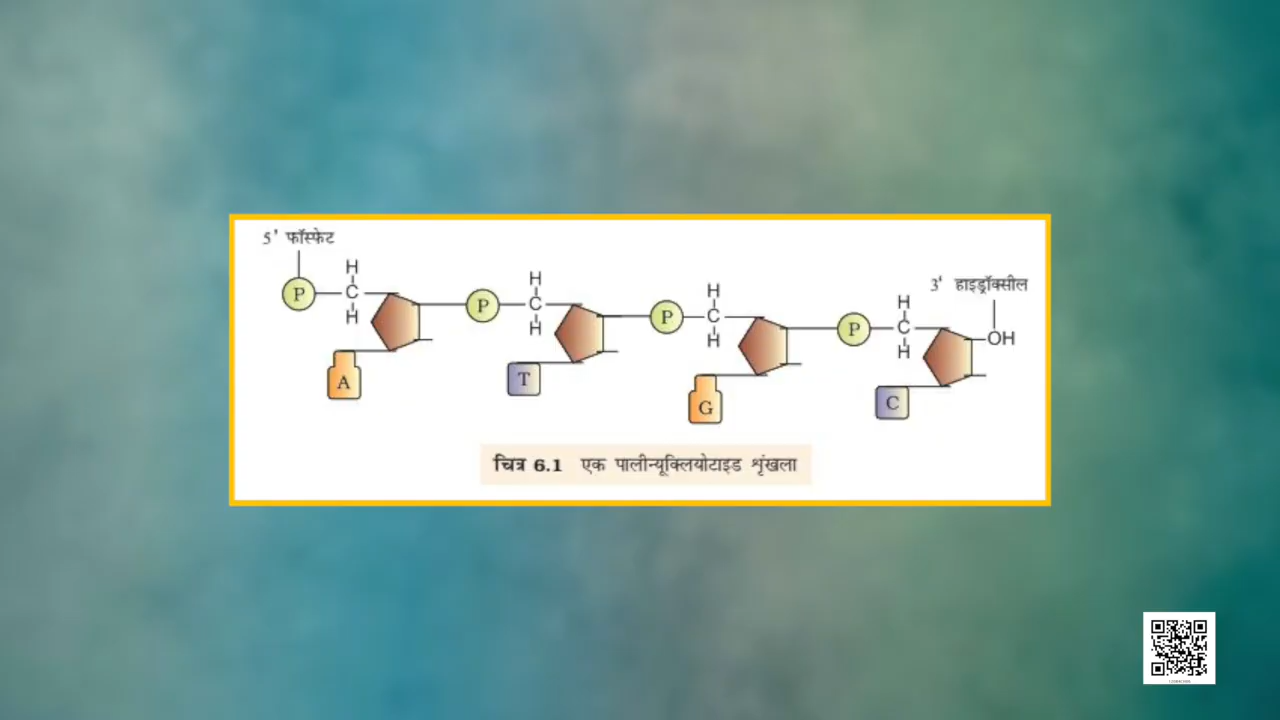 5' फॉस्फेट
3' हाइड्रॉक्सील
H H H H
P C P C P C P C OH
H H H H
A T G C
चित्र 6.1 एक पालीन्यूक्लियोटाइड शृंखला